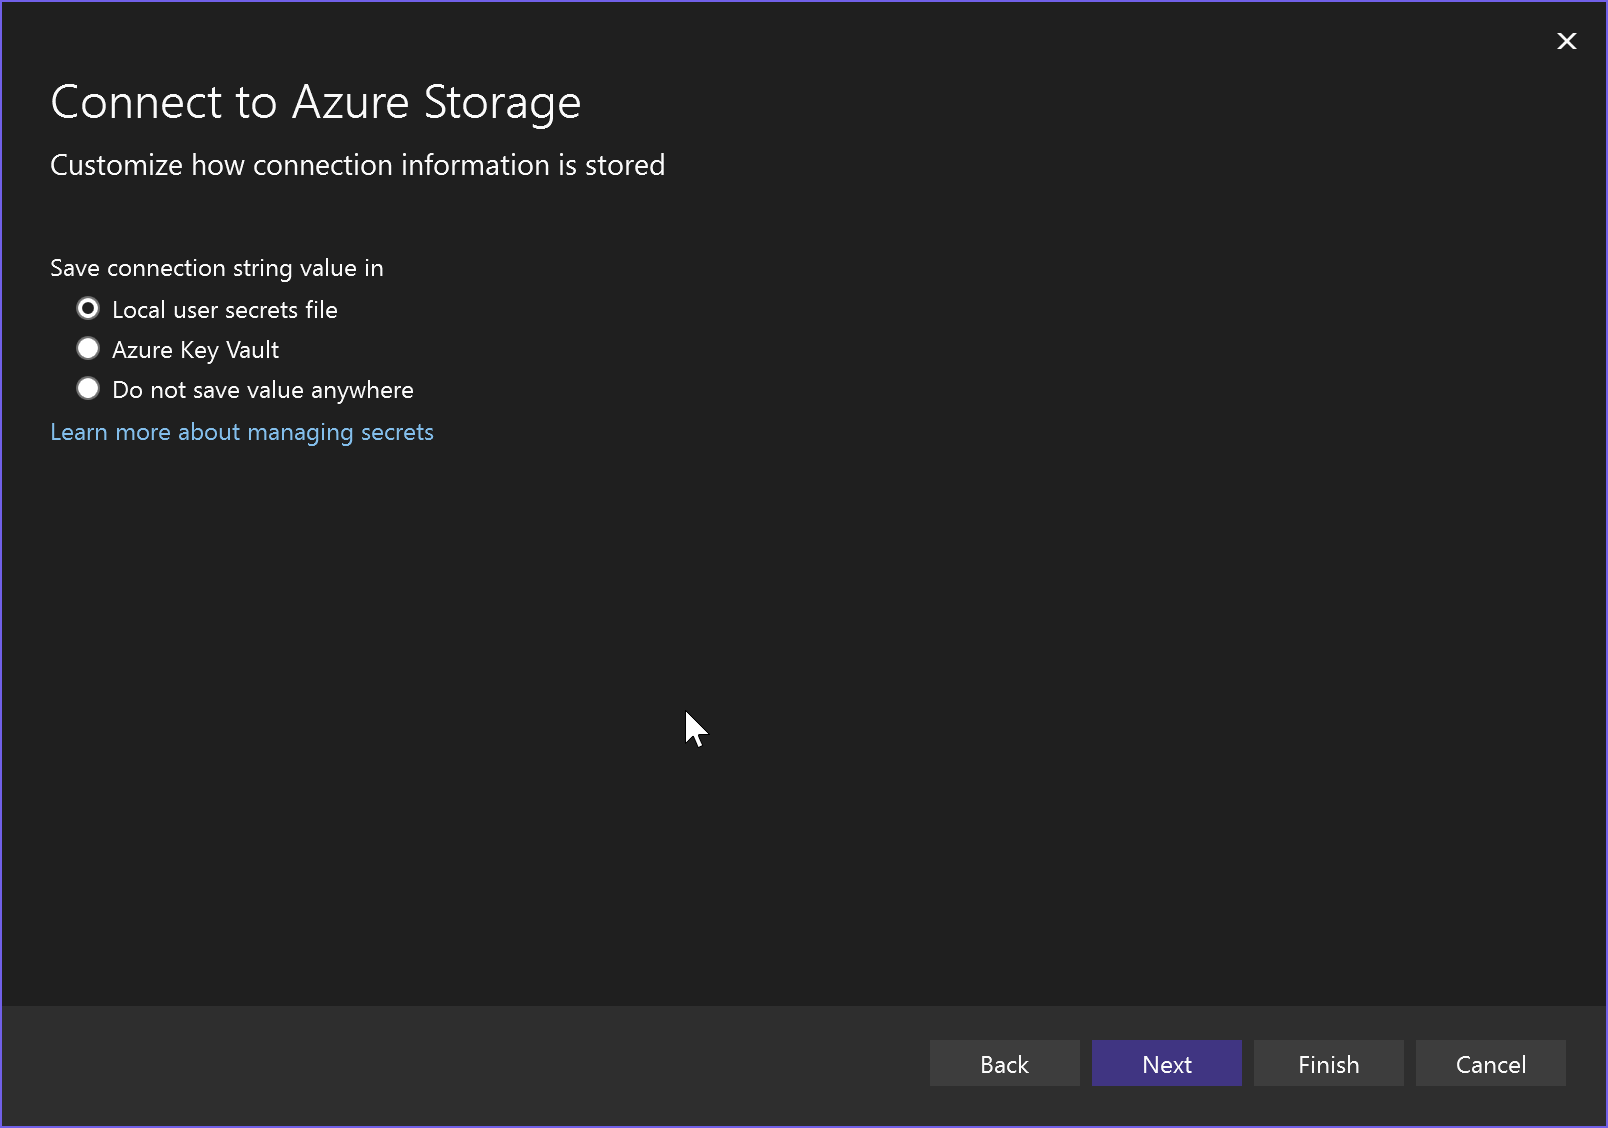 Connect to Azure Storage
Customize how connection information is stored
Save connection string value in
Local user secrets file
Azure Key Vault
Do not save value anywhere
Learn more about managing secrets
Back Next Finish Cancel